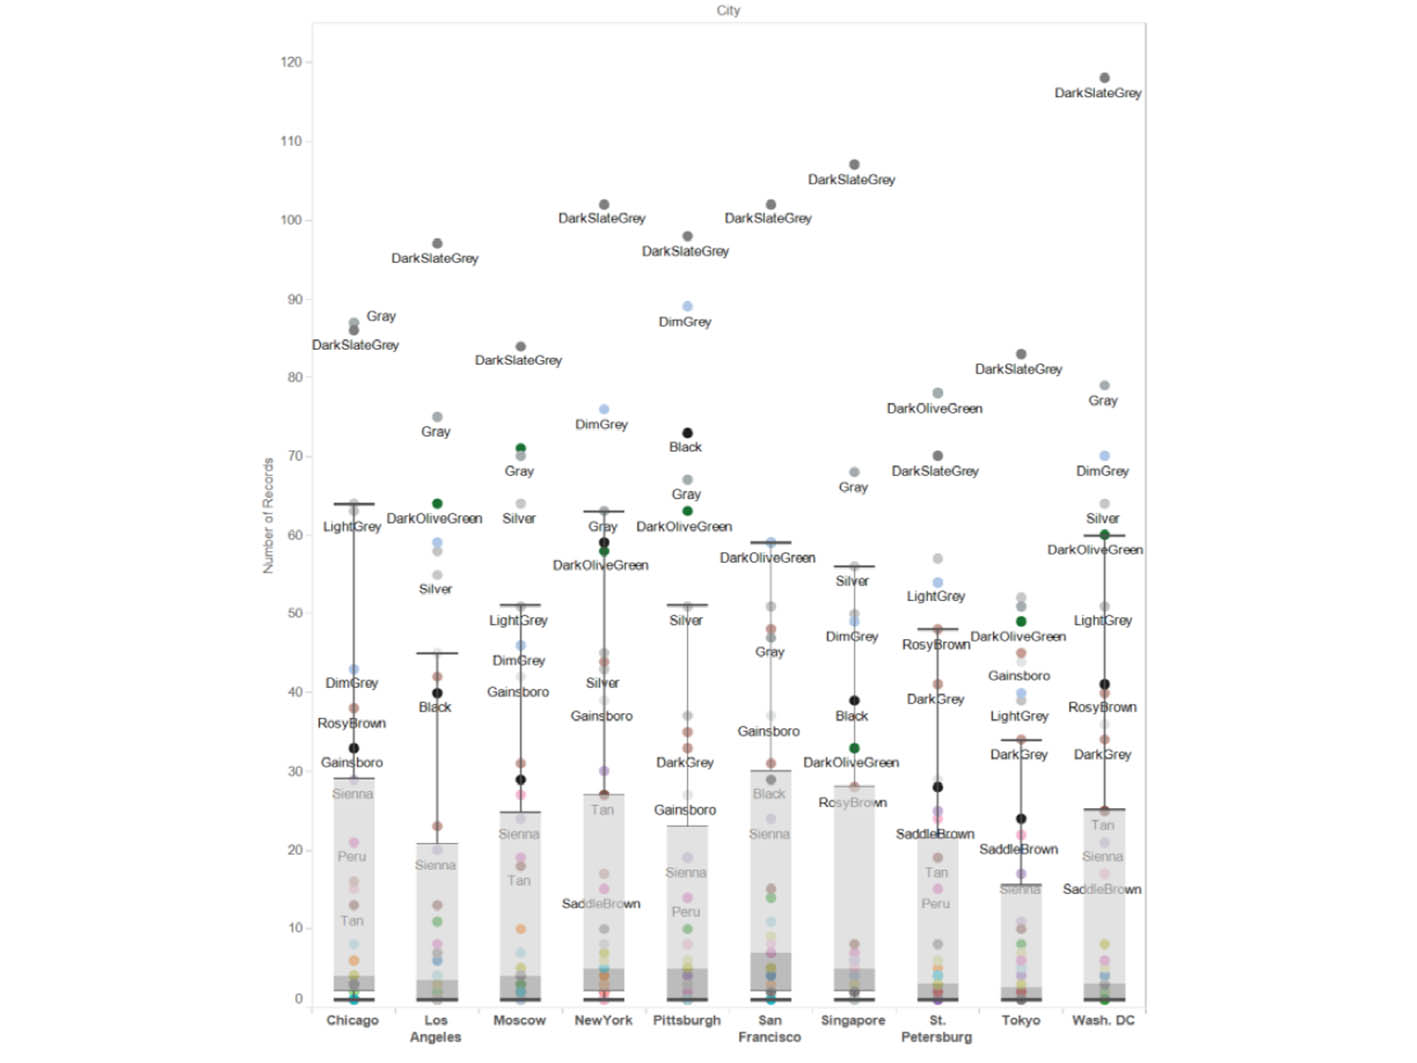 City
120
DarkSlateGrey
110
DarkSlateGrey
100
DarkSlateGrey
DarkSlateGrey
DarkSlateGrey
DarkSlateGrey
90
DimGrey
Gray
DarkSlateGrey
DarkSlateGrey
DarkSlateGrey
80
Gray
DarkOliveGreen
DimGrey
Gray
Black
70
Gray
DarkSlateGrey
DimGrey
Gray
Gray
DarkOliveGreen
Silver
Silver
LightGrey
Gray
DarkOliveGreen
60
DarkOliveGreen
DarkOliveGreen
DarkOliveGreen
Silver
Silver
LightGrey
50
LightGrey
Silver
LightGrey
DimGrey
DarkOliveGreen
RosyBrown
Gray
DimGrey
Gainsboro
DimGrey
Silver
40
Gainsboro
DarkGrey
Black
RosyBrown
Gainsboro
Black
LightGrey
RosyBrown
Gainsboro
Gainsboro
DarkGrey
DarkOliveGreen
DarkGrey
DarkGrey
30
Sienna
Black
RosyBrown
Tan
Gainsboro
Tan
Sienna
Sienna
SaddleBrown
20
Peru
Sienna
Sienna
SaddleBrown
Sienna
Tan
Tan
Sienna
SaddleBrown
Tan
SaddleBrown
Peru
Peru
10
0
Number of Records
Chicago
Los
Angeles
Moscow
NewYork
Pittsburgh
San
Francisco
Singapore
St.
Petersburg
Tokyo
Wash. DC